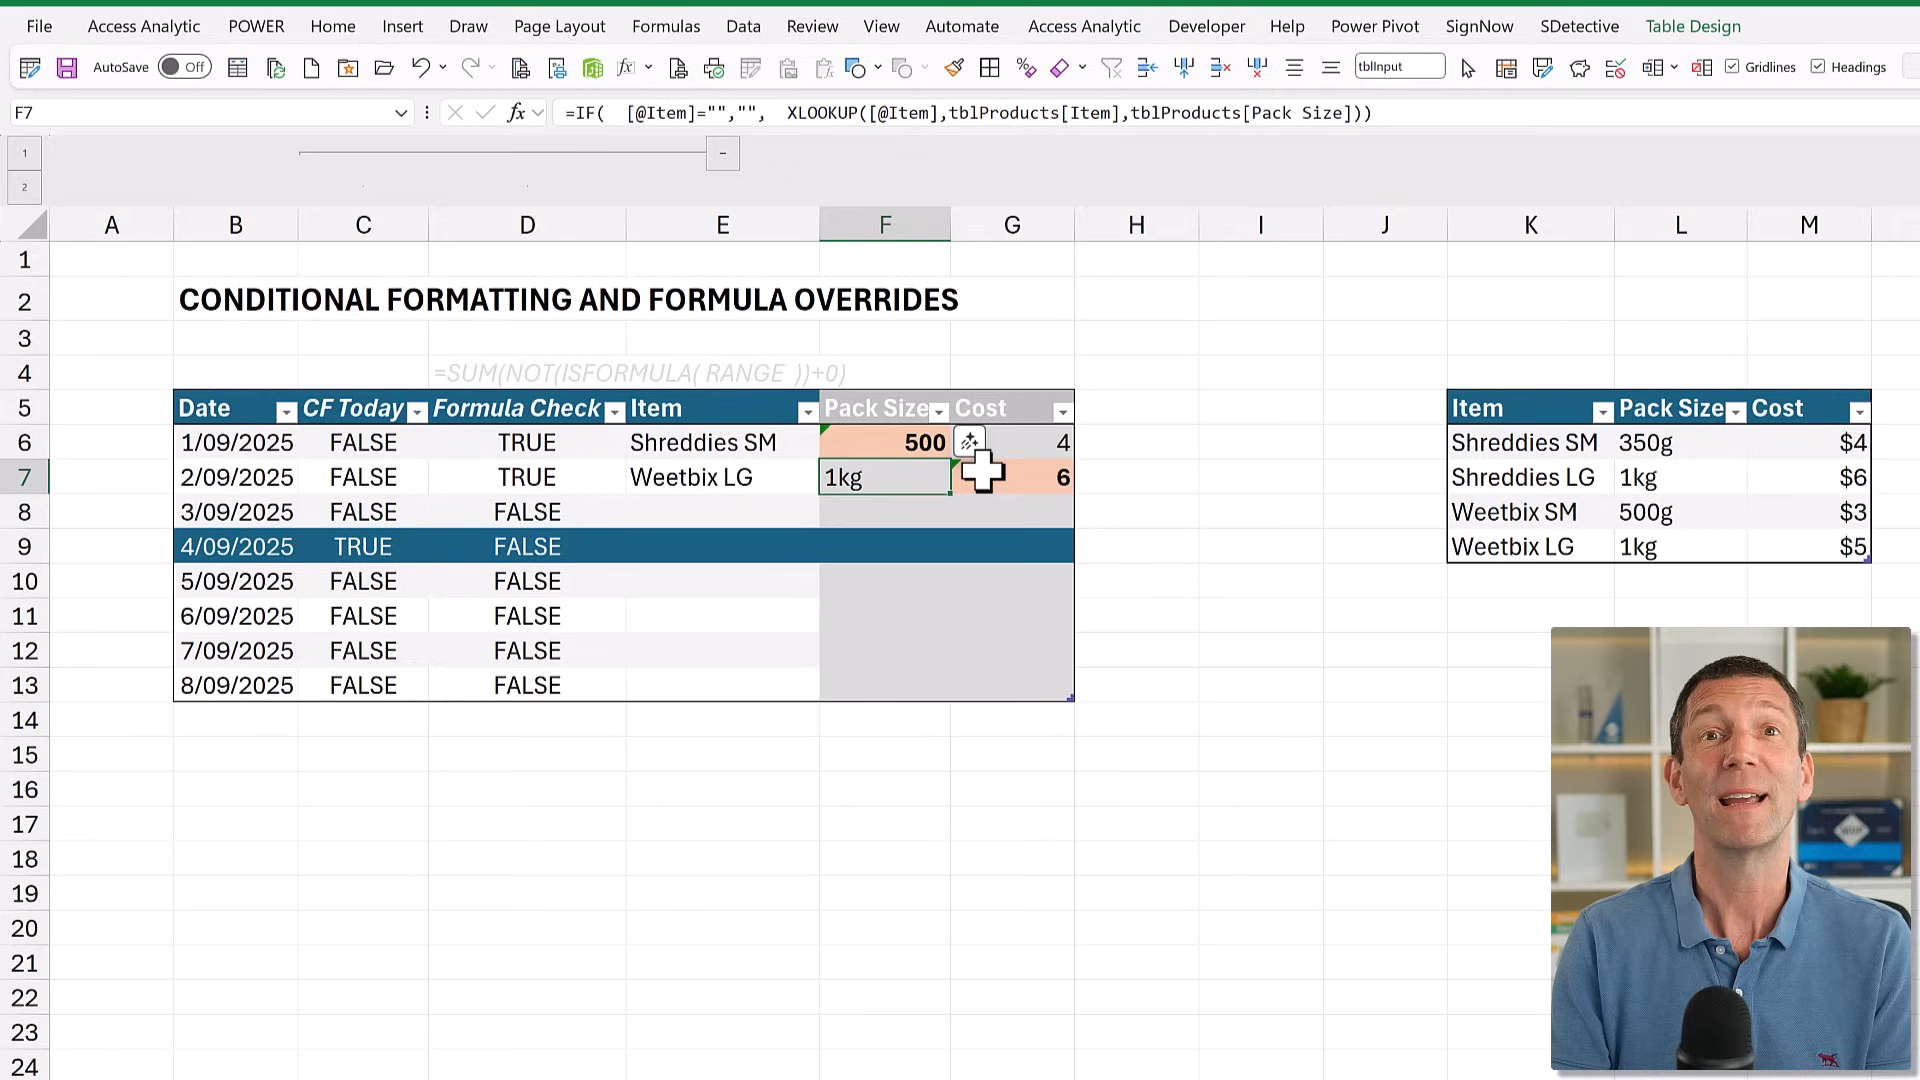 File Access Analytic POWER Home Insert Draw Page Layout Formulas Data Review View Automate Access Analytic Developer Help Power Pivot SignNow SDetective Table Design
AutoSave Off tblInput Gridlines Headings
F7 fx =IF( [@Item]="","", XLOOKUP([@Item],tblProducts[Item],tblProducts[Pack Size]))
1
2
A B C D E F G H I J K L M
1
2 CONDITIONAL FORMATTING AND FORMULA OVERRIDES
3
4 =SUM(NOT(ISFORMULA( RANGE ))+0)
5 Date CF Today Formula Check Item Pack Size Cost Item Pack Size Cost
6 1/09/2025 FALSE TRUE Shreddies SM 500 4 Shreddies SM 350g $4
7 2/09/2025 FALSE TRUE Weetbix LG 1kg 6 Shreddies LG 1kg $6
8 3/09/2025 FALSE FALSE Weetbix SM 500g $3
9 4/09/2025 TRUE FALSE Weetbix LG 1kg $5
10 5/09/2025 FALSE FALSE
11 6/09/2025 FALSE FALSE
12 7/09/2025 FALSE FALSE
13 8/09/2025 FALSE FALSE
14
15
16
17
18
19
20
21
22
23
24